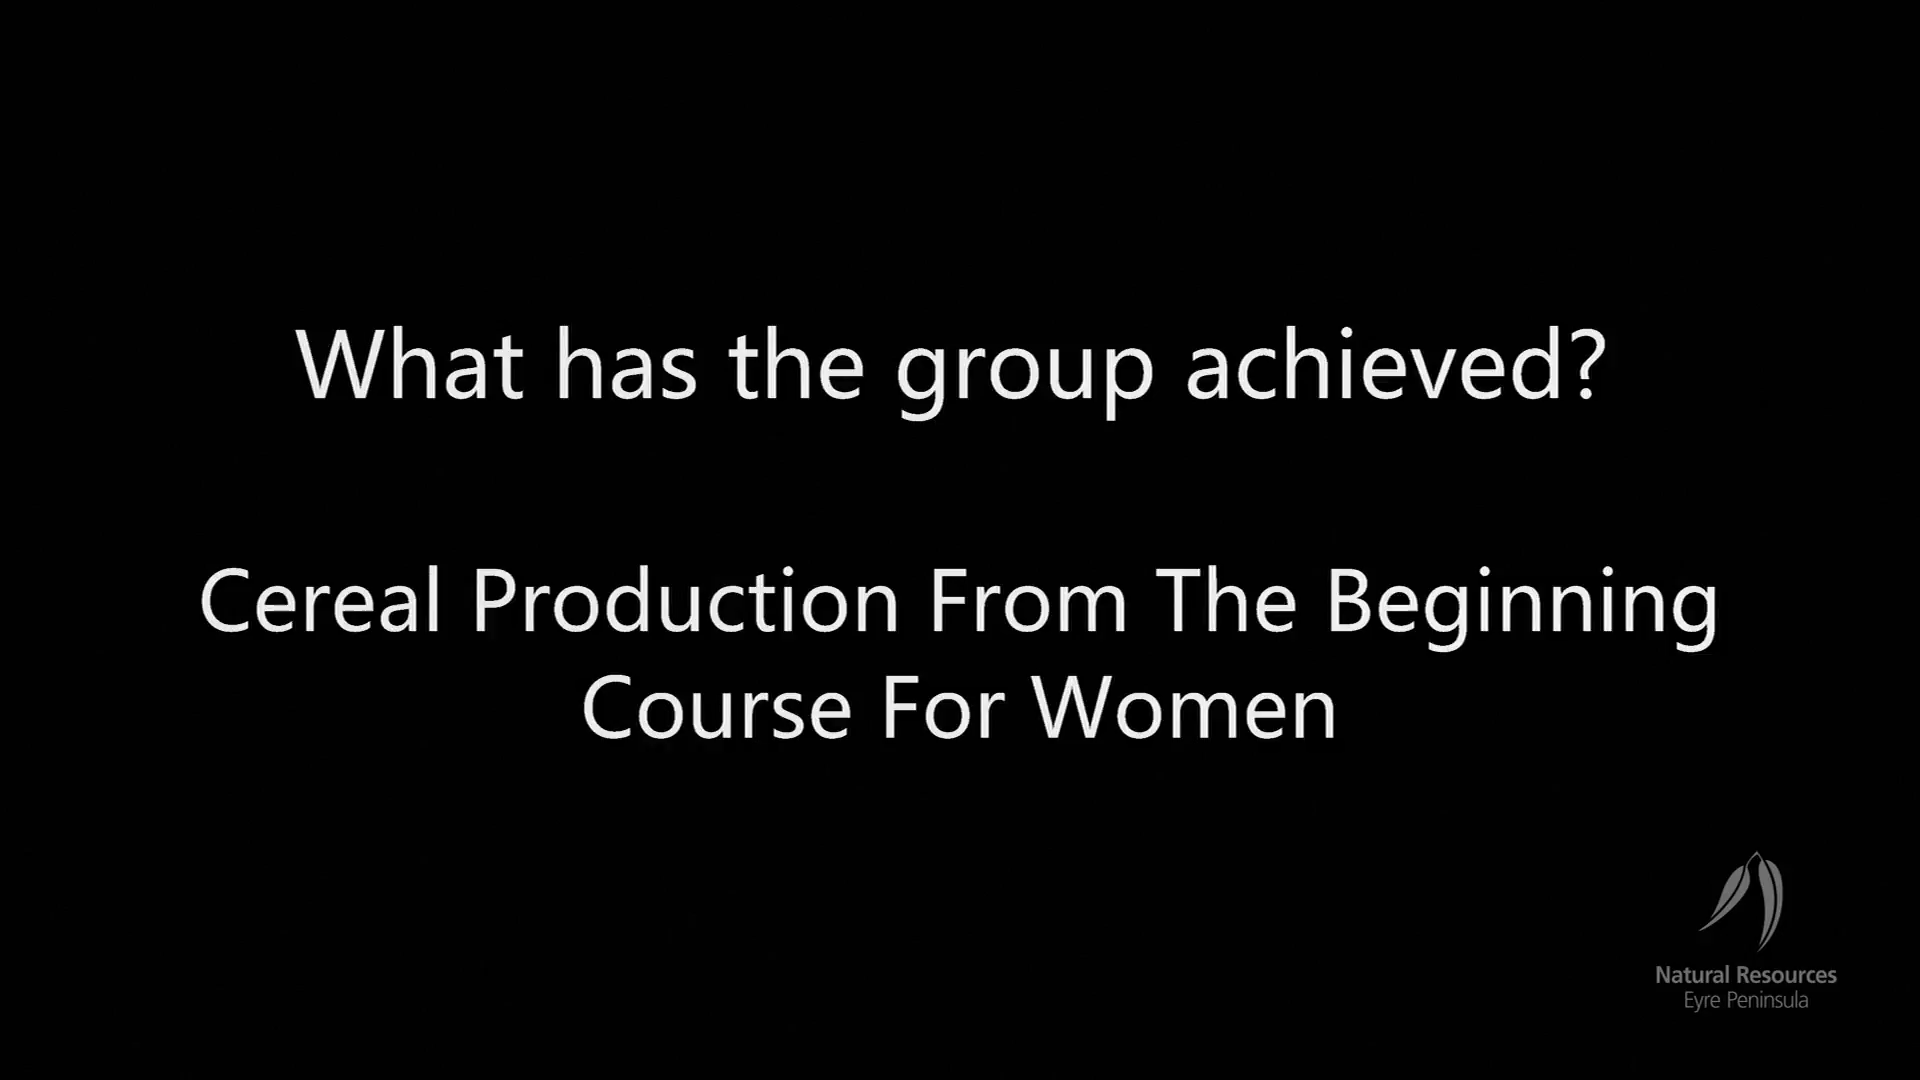 What has the group achieved?
Cereal Production From The Beginning
Course For Women
Natural Resources
Eyre Peninsula